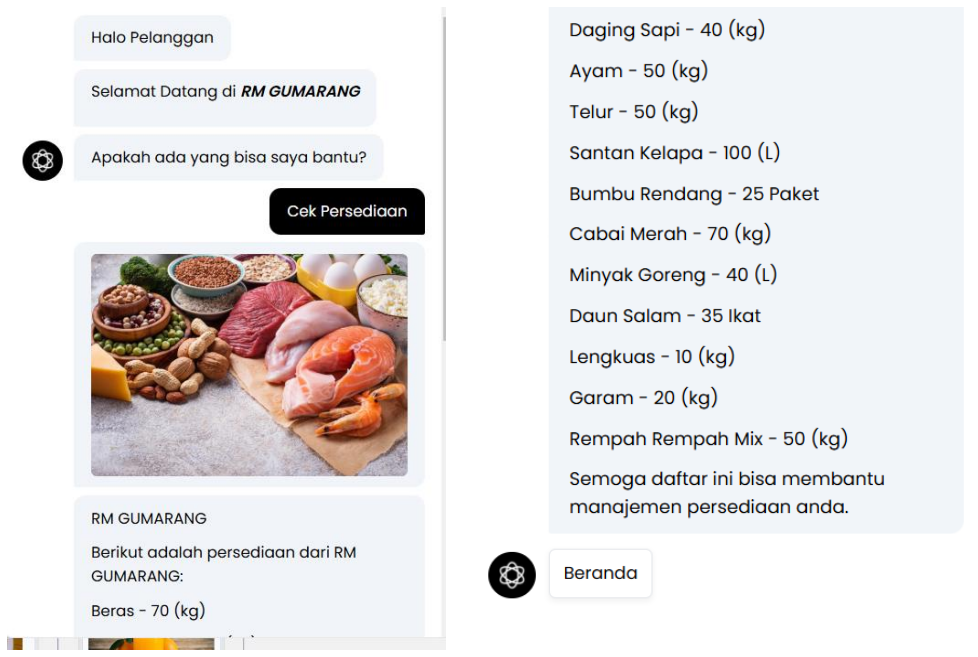 Halo Pelanggan
Selamat Datang di RM GUMARANG
Apakah ada yang bisa saya bantu?
Cek Persediaan
RM GUMARANG
Berikut adalah persediaan dari RM
GUMARANG:
Beras - 70 (kg)
Daging Sapi - 40 (kg)
Ayam - 50 (kg)
Telur - 50 (kg)
Santan Kelapa - 100 (L)
Bumbu Rendang - 25 Paket
Cabai Merah - 70 (kg)
Minyak Goreng - 40 (L)
Daun Salam - 35 Ikat
Lengkuas - 10 (kg)
Garam - 20 (kg)
Rempah Rempah Mix - 50 (kg)
Semoga daftar ini bisa membantu
manajemen persediaan anda.
Beranda